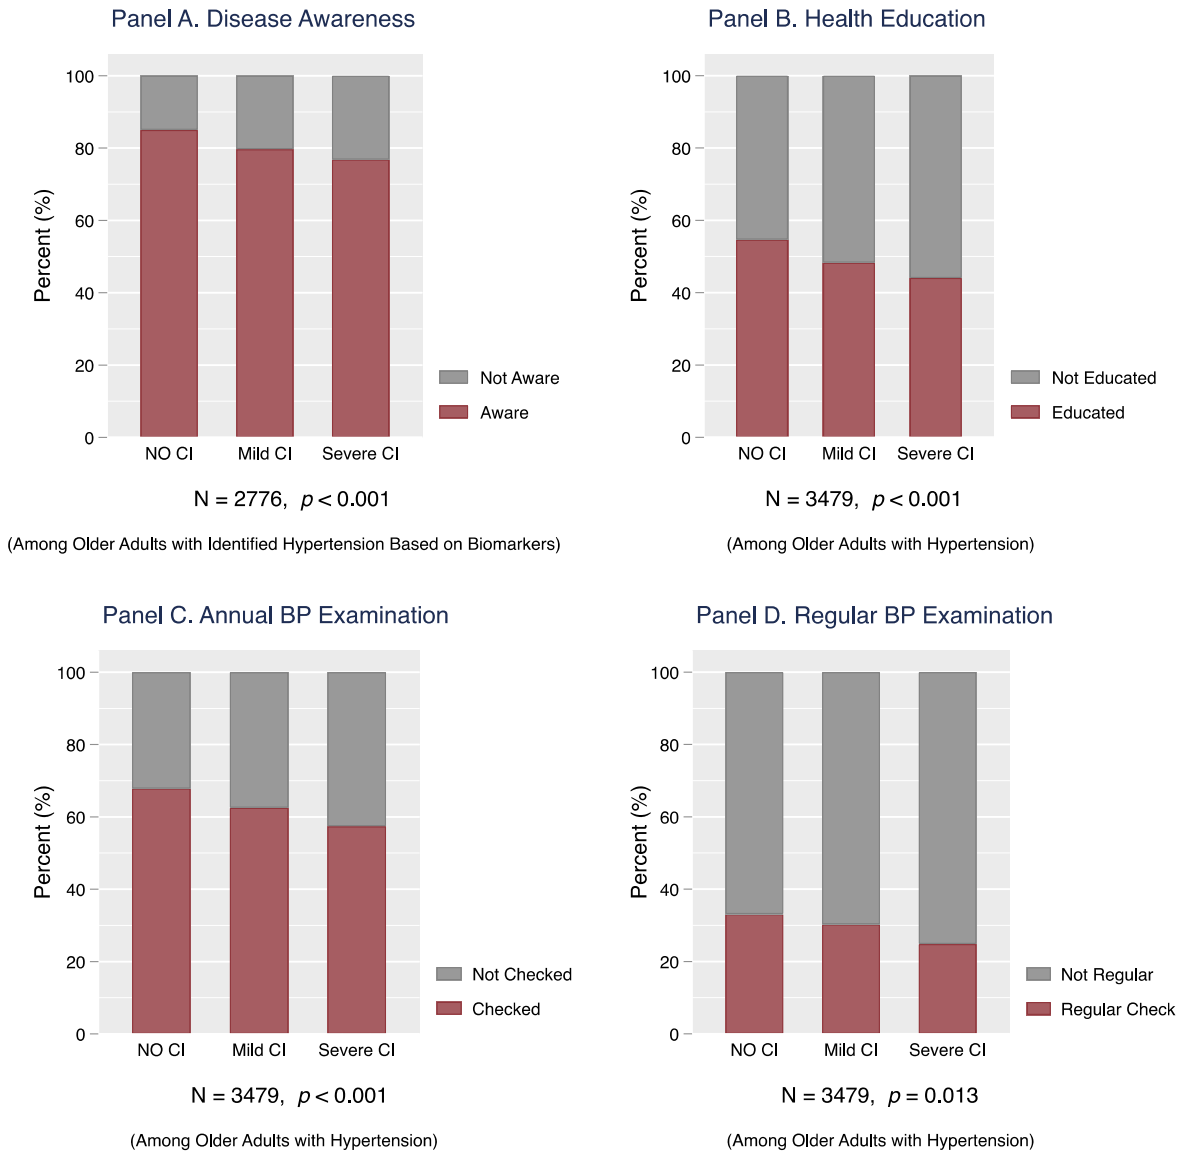 Panel A. Disease Awareness
Percent (%)
100
80
60
40
20
0
NO CI Mild CI Severe CI
Not Aware
Aware
N = 2776, p < 0.001
(Among Older Adults with Identified Hypertension Based on Biomarkers)
Panel B. Health Education
Percent (%)
100
80
60
40
20
0
NO CI Mild CI Severe CI
Not Educated
Educated
N = 3479, p < 0.001
(Among Older Adults with Hypertension)
Panel C. Annual BP Examination
Percent (%)
100
80
60
40
20
0
NO CI Mild CI Severe CI
Not Checked
Checked
N = 3479, p < 0.001
(Among Older Adults with Hypertension)
Panel D. Regular BP Examination
Percent (%)
100
80
60
40
20
0
NO CI Mild CI Severe CI
Not Regular
Regular Check
N = 3479, p = 0.013
(Among Older Adults with Hypertension)